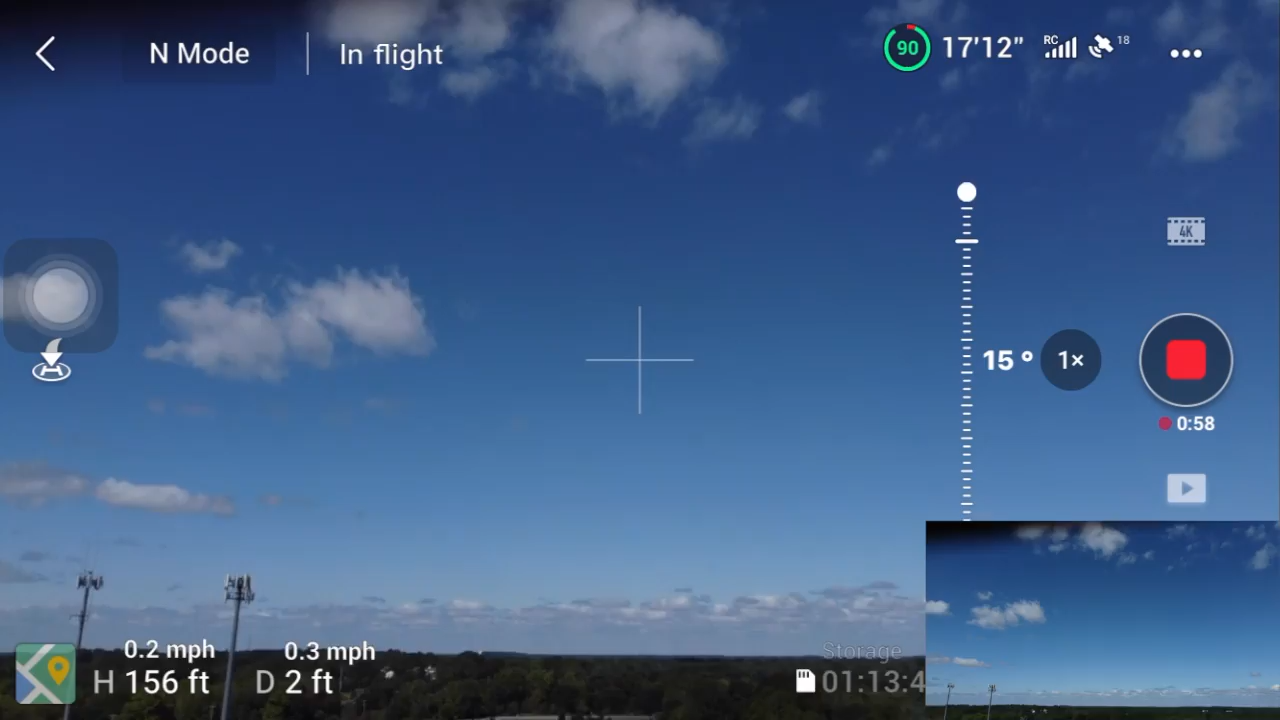 N Mode
In flight
90
17'12"
RC
18
4K
15 °
1×
0:58
0.2 mph
0.3 mph
H 156 ft
D 2 ft
Storage
01:13:4